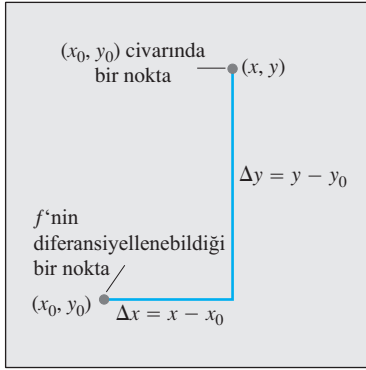 (x₀, y₀) civarında
bir nokta
(x, y)
Δy = y − y₀
f‘nin
diferansiyellenebildiği
bir nokta
(x₀, y₀)
Δx = x − x₀